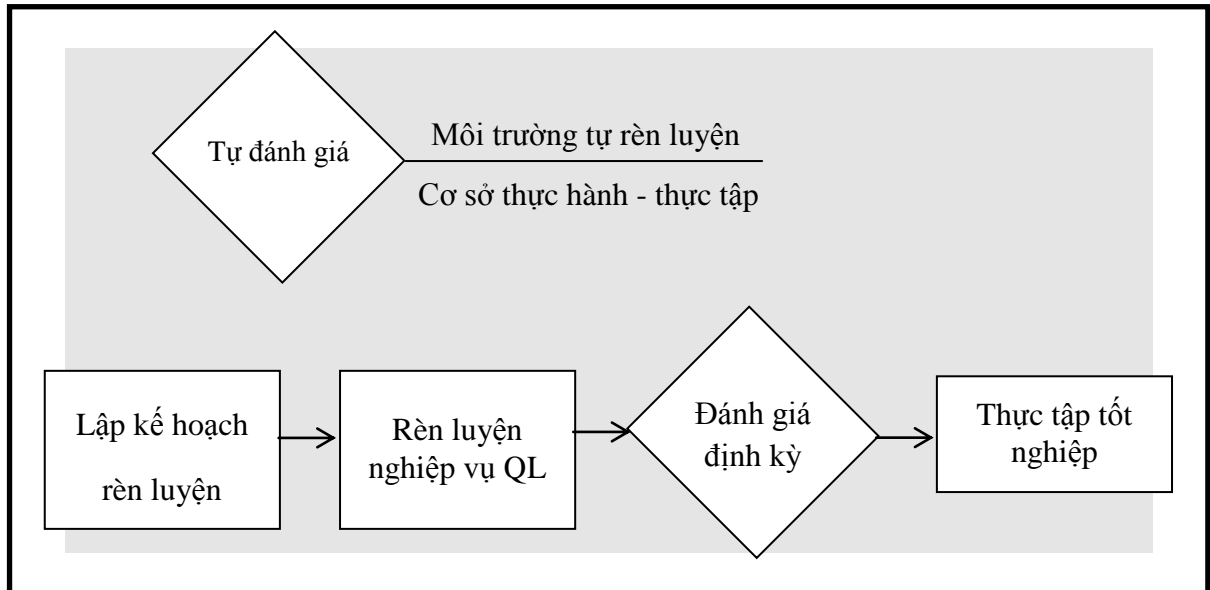 Tự đánh giá
Môi trường tự rèn luyện
Cơ sở thực hành - thực tập
Lập kế hoạch
rèn luyện
Rèn luyện
nghiệp vụ QL
Đánh giá
định kỳ
Thực tập tốt
nghiệp